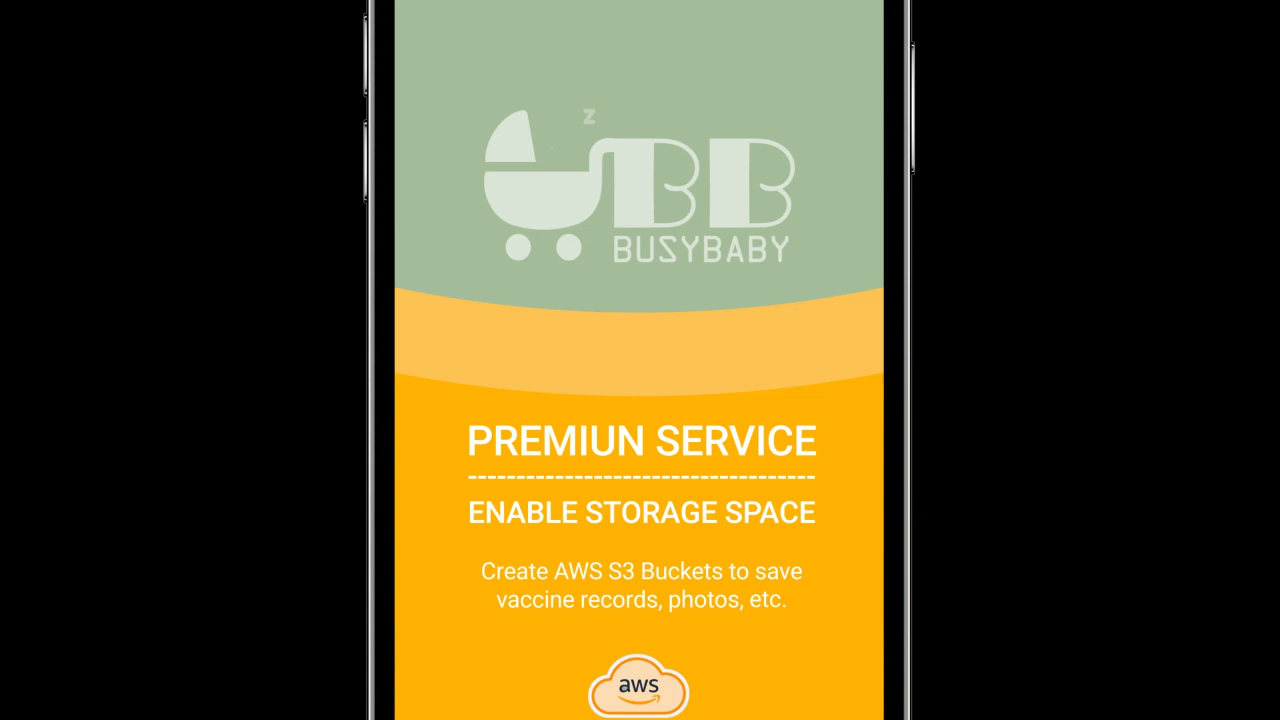 z
BB
BUSYBABY
PREMIUN SERVICE
------------------------------------
ENABLE STORAGE SPACE
Create AWS S3 Buckets to save
vaccine records, photos, etc.
aws